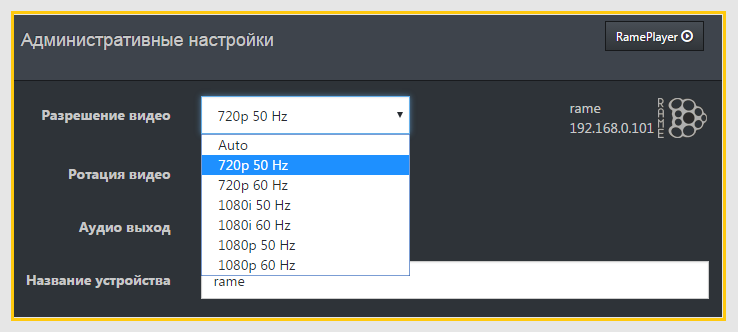 Административные настройки
RamePlayer
Разрешение видео
720p 50 Hz
rame
192.168.0.101
RAME
Auto
720p 50 Hz
Ротация видео
720p 60 Hz
1080i 50 Hz
Аудио выход
1080i 60 Hz
1080p 50 Hz
1080p 60 Hz
Название устройства
rame